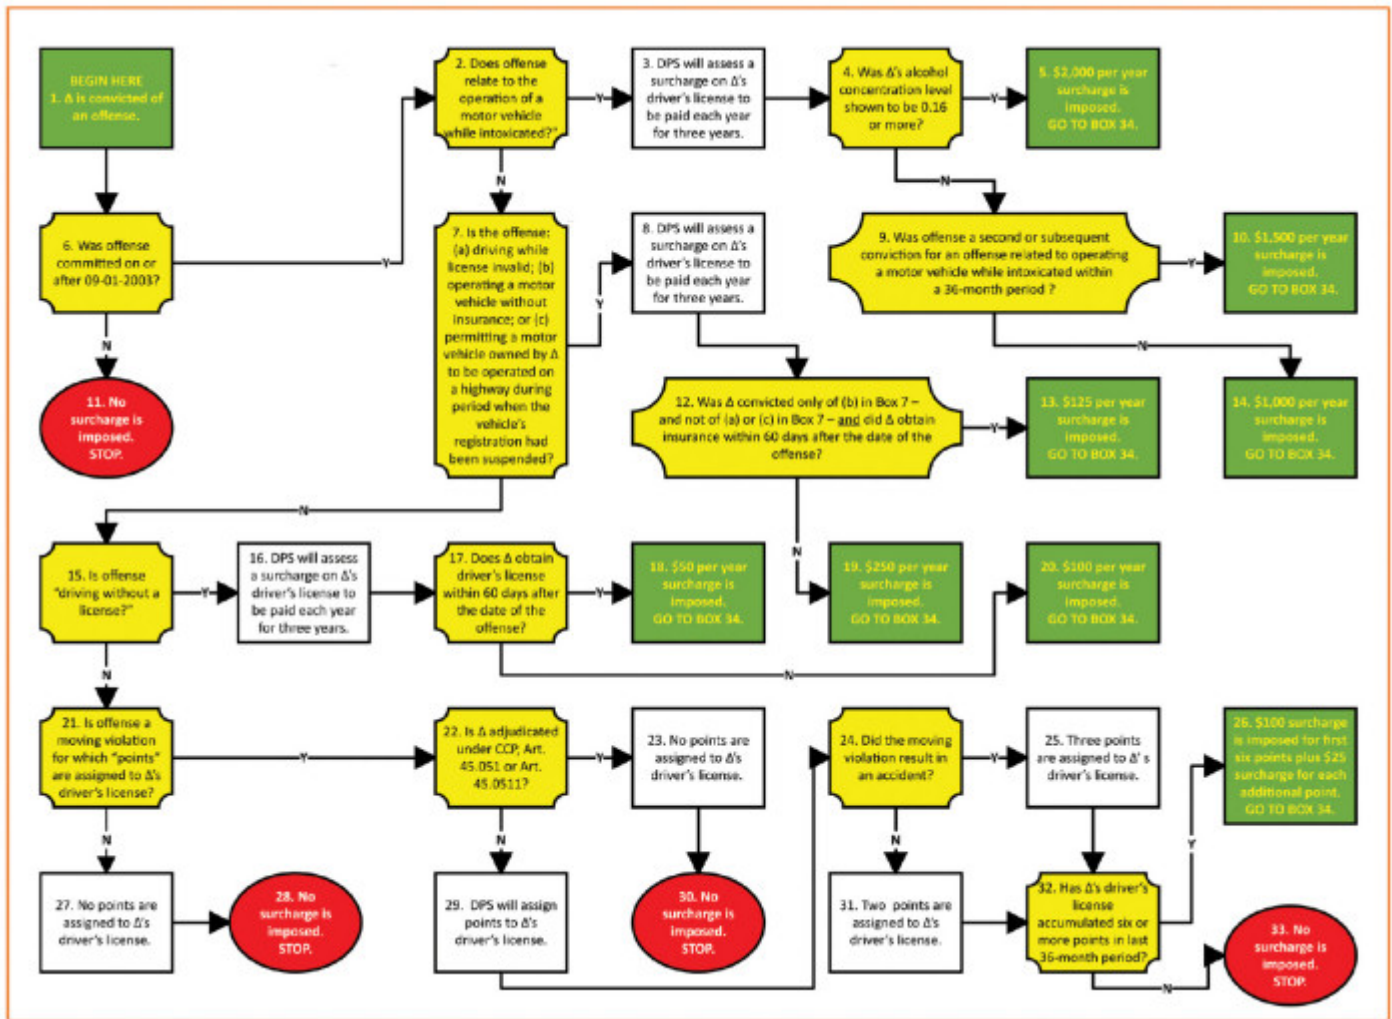 BEGIN HERE
1. Δ is convicted of
an offense.
2. Does offense
relate to the
operation of a
motor vehicle
while intoxicated?"
Y
3. DPS will assess a
surcharge on Δ's
driver's license to
be paid each year
for three years.
4. Was Δ's alcohol
concentration level
shown to be 0.16
or more?
Y
5. $2,000 per year
surcharge is
imposed.
GO TO BOX 34.
N
N
6. Was offense
committed on or
after 09-01-2003?
Y
7. Is the offense:
(a) driving while
license invalid; (b)
operating a motor
vehicle without
insurance; or (c)
permitting a motor
vehicle owned by Δ
to be operated on
a highway during
period when the
vehicle's
registration had
been suspended?
Y
8. DPS will assess a
surcharge on Δ's
driver's license to
be paid each year
for three years.
9. Was offense a second or subsequent
conviction for an offense related to operating
a motor vehicle while intoxicated within
a 36-month period ?
Y
10. $1,500 per year
surcharge is
imposed.
GO TO BOX 34.
N
N
11. No
surcharge is
imposed.
STOP.
12. Was Δ convicted only of (b) in Box 7 –
and not of (a) or (c) in Box 7 – and did Δ obtain
insurance within 60 days after the date of the
offense?
Y
13. $125 per year
surcharge is
imposed.
GO TO BOX 34.
14. $1,000 per year
surcharge is
imposed.
GO TO BOX 34.
N
N
15. Is offense
"driving without a
license?"
Y
16. DPS will assess
a surcharge on Δ's
driver's license to
be paid each year
for three years.
17. Does Δ obtain
driver's license
within 60 days after
the date of the
offense?
Y
18. $50 per year
surcharge is
imposed.
GO TO BOX 34.
19. $250 per year
surcharge is
imposed.
GO TO BOX 34.
20. $100 per year
surcharge is
imposed.
GO TO BOX 34.
N
N
21. Is offense a
moving violation
for which "points"
are assigned to Δ's
driver's license?
Y
22. Is Δ adjudicated
under CCP, Art.
45.051 or Art.
45.0511?
Y
23. No points are
assigned to Δ's
driver's license.
24. Did the moving
violation result in
an accident?
Y
25. Three points
are assigned to Δ' s
driver's license.
26. $100 surcharge
is imposed for first
six points plus $25
surcharge for each
additional point.
GO TO BOX 34.
N
N
N
Y
27. No points are
assigned to Δ's
driver's license.
28. No
surcharge is
imposed.
STOP.
29. DPS will assign
points to Δ's
driver's license.
30. No
surcharge is
imposed.
STOP.
31. Two points are
assigned to Δ's
driver's license.
32. Has Δ's driver's
license
accumulated six or
more points in last
36-month period?
N
33. No
surcharge is
imposed.
STOP.